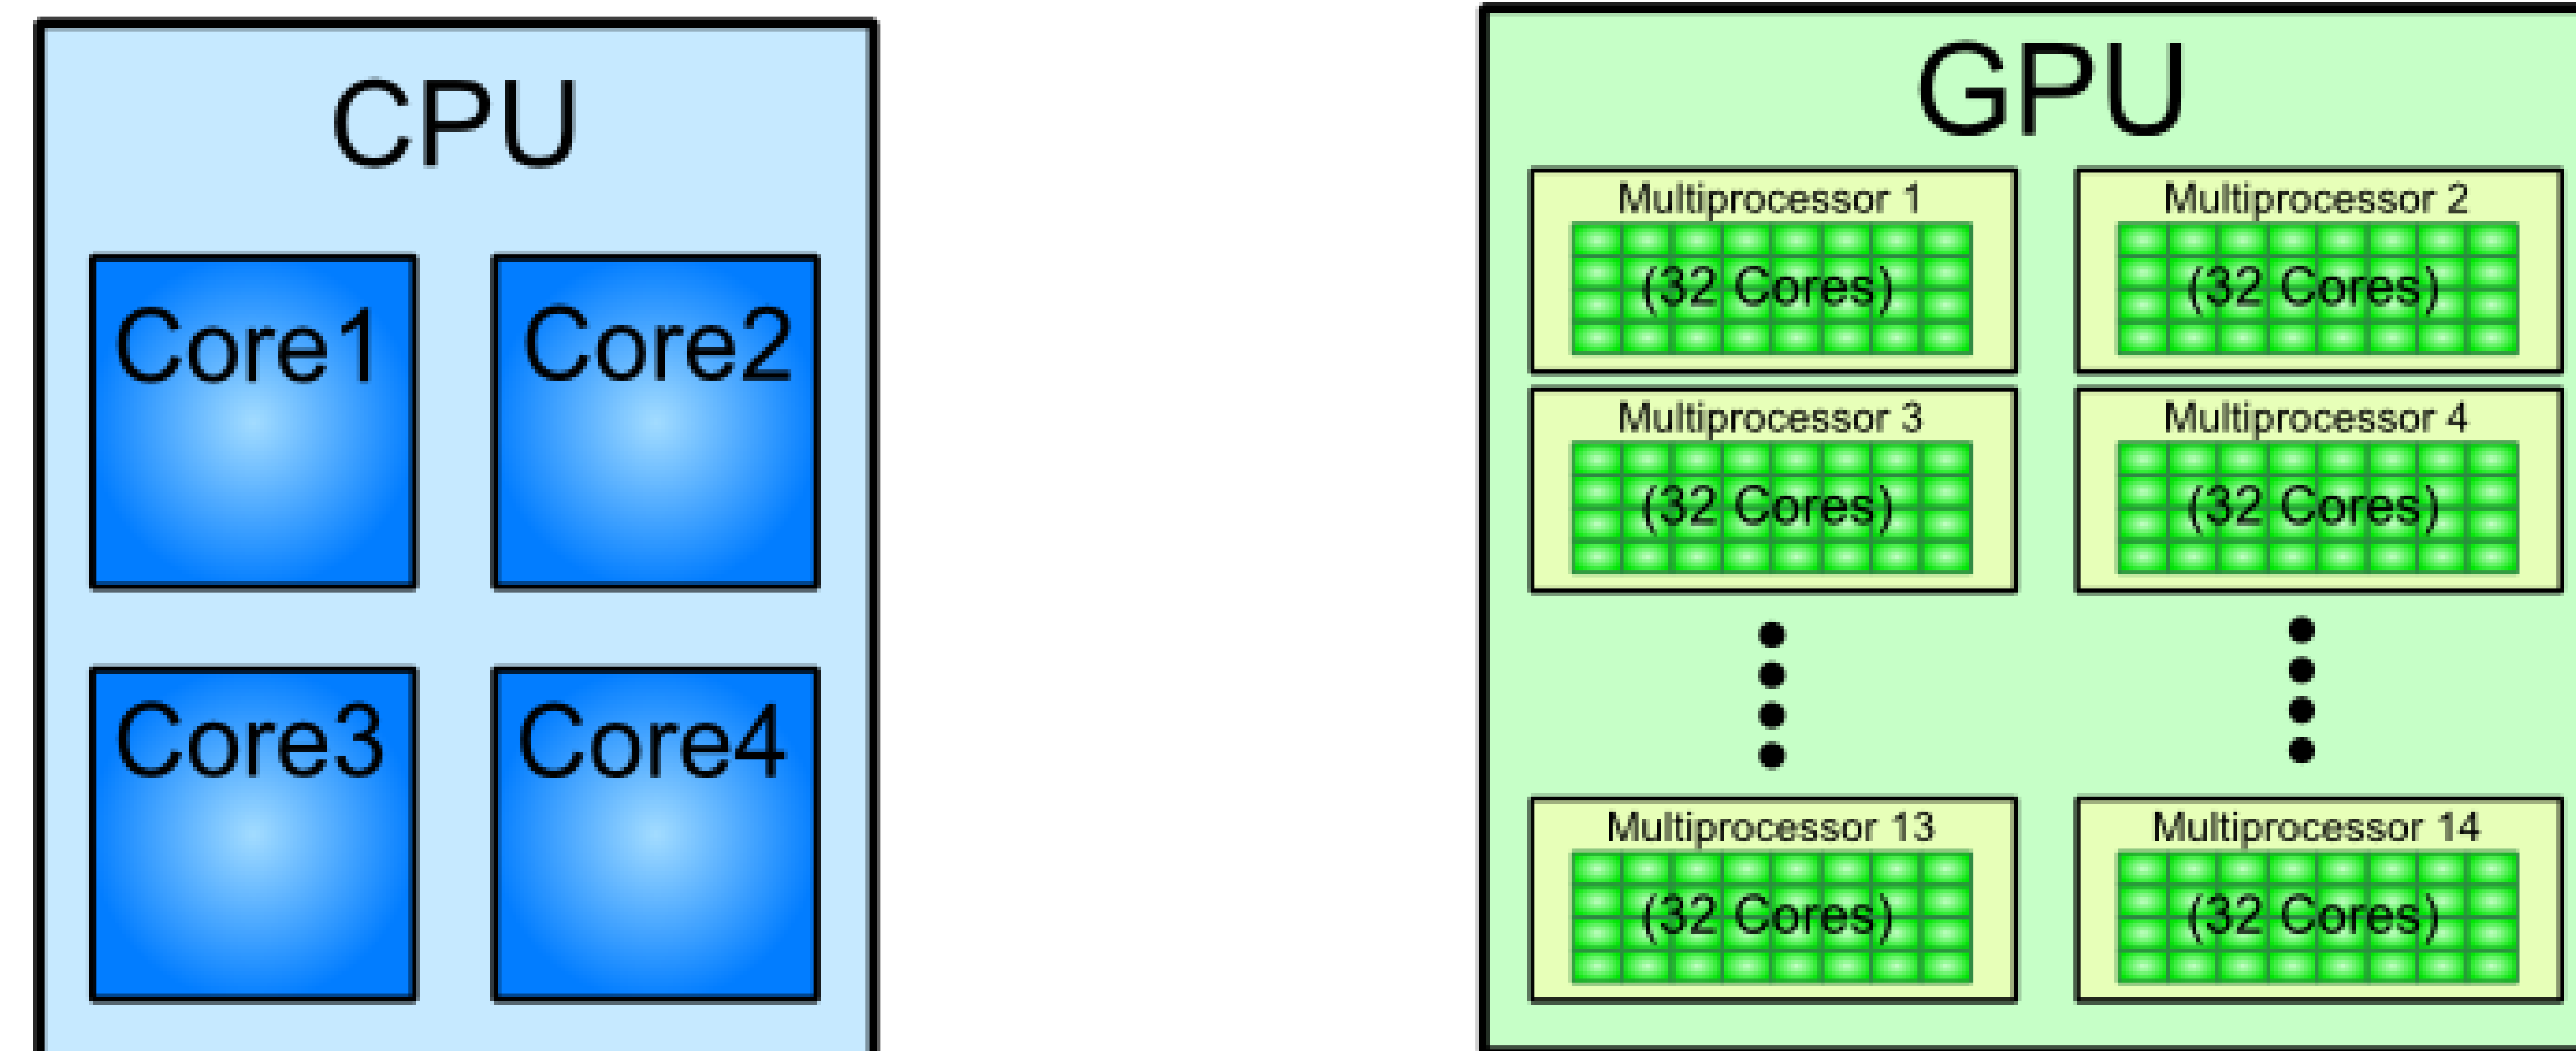 CPU
Core1
Core2
Core3
Core4
GPU
Multiprocessor 1
(32 Cores)
Multiprocessor 2
(32 Cores)
Multiprocessor 3
(32 Cores)
Multiprocessor 4
(32 Cores)
Multiprocessor 13
(32 Cores)
Multiprocessor 14
(32 Cores)